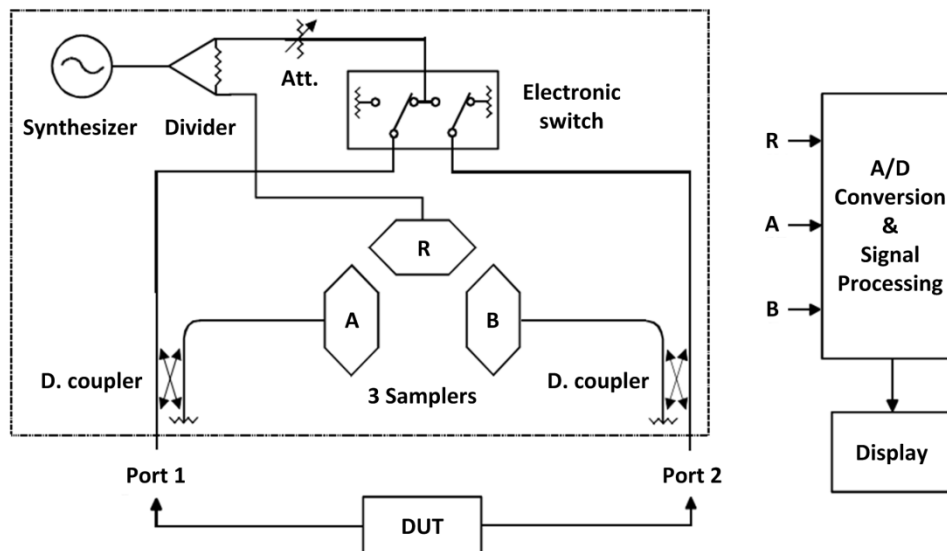 Synthesizer
Divider
Att.
Electronic
switch
R
A
B
D. coupler
3 Samplers
D. coupler
Port 1
Port 2
DUT
R
A
B
A/D
Conversion
&
Signal
Processing
Display